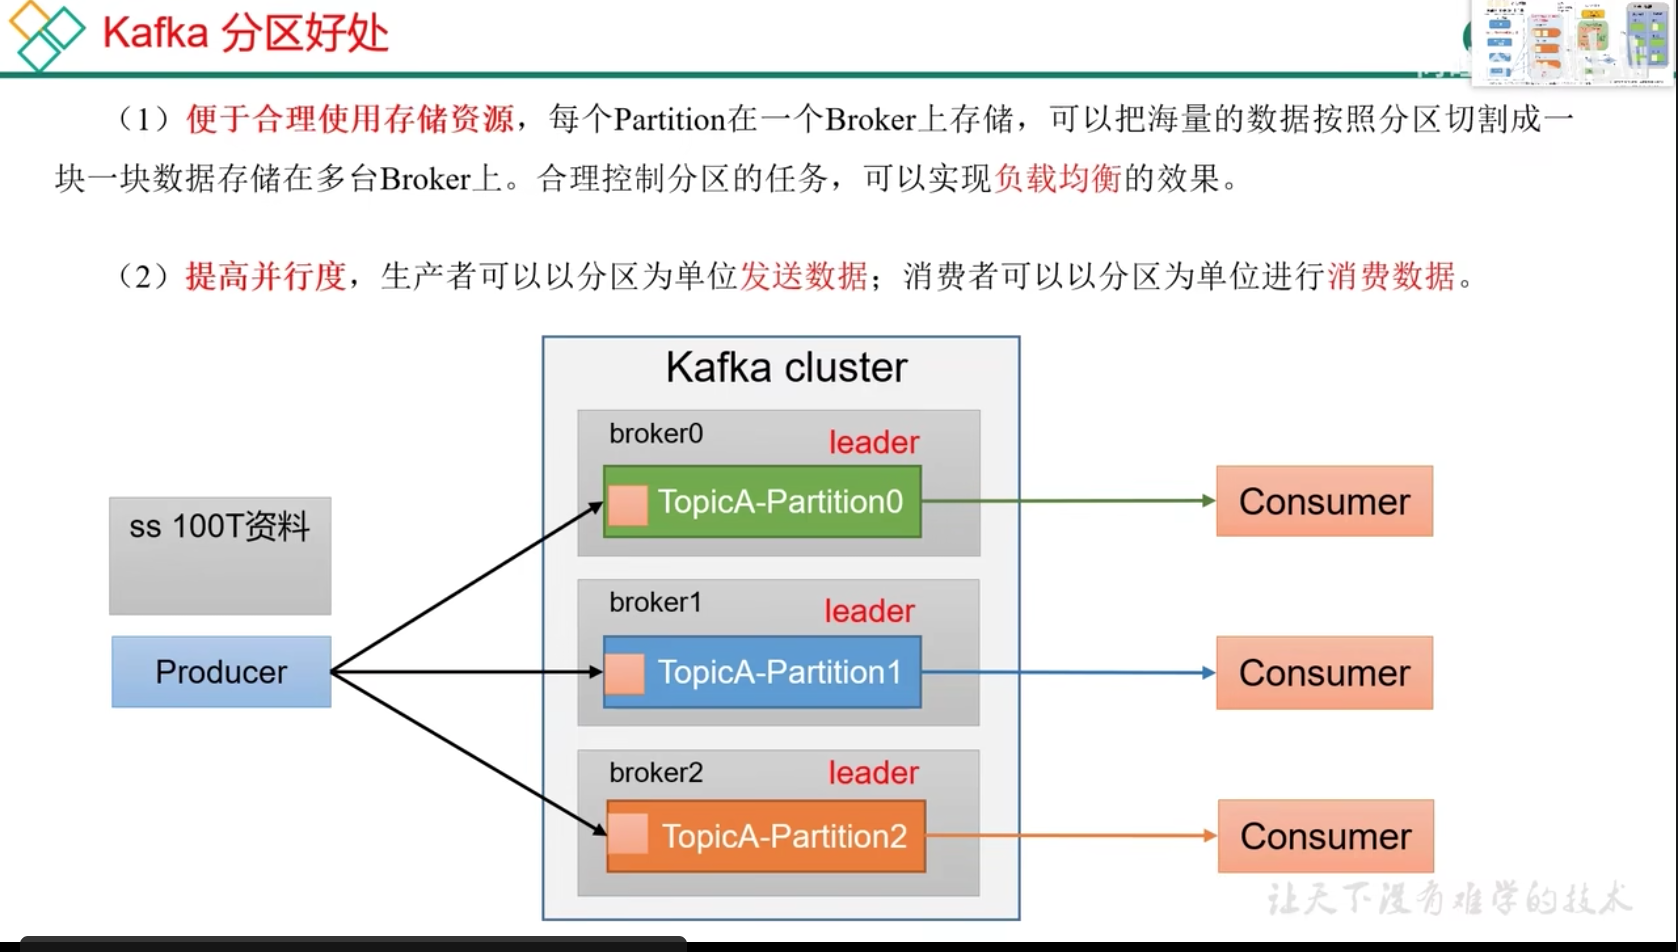 Kafka 分区好处
（1）便于合理使用存储资源，每个Partition在一个Broker上存储，可以把海量的数据按照分区切割成一
块一块数据存储在多台Broker上。合理控制分区的任务，可以实现负载均衡的效果。
（2）提高并行度，生产者可以以分区为单位发送数据；消费者可以以分区为单位进行消费数据。
Kafka cluster
broker0
leader
TopicA-Partition0
Consumer
ss 100T资料
broker1
leader
Producer
TopicA-Partition1
Consumer
broker2
leader
TopicA-Partition2
Consumer
让天下没有难学的技术